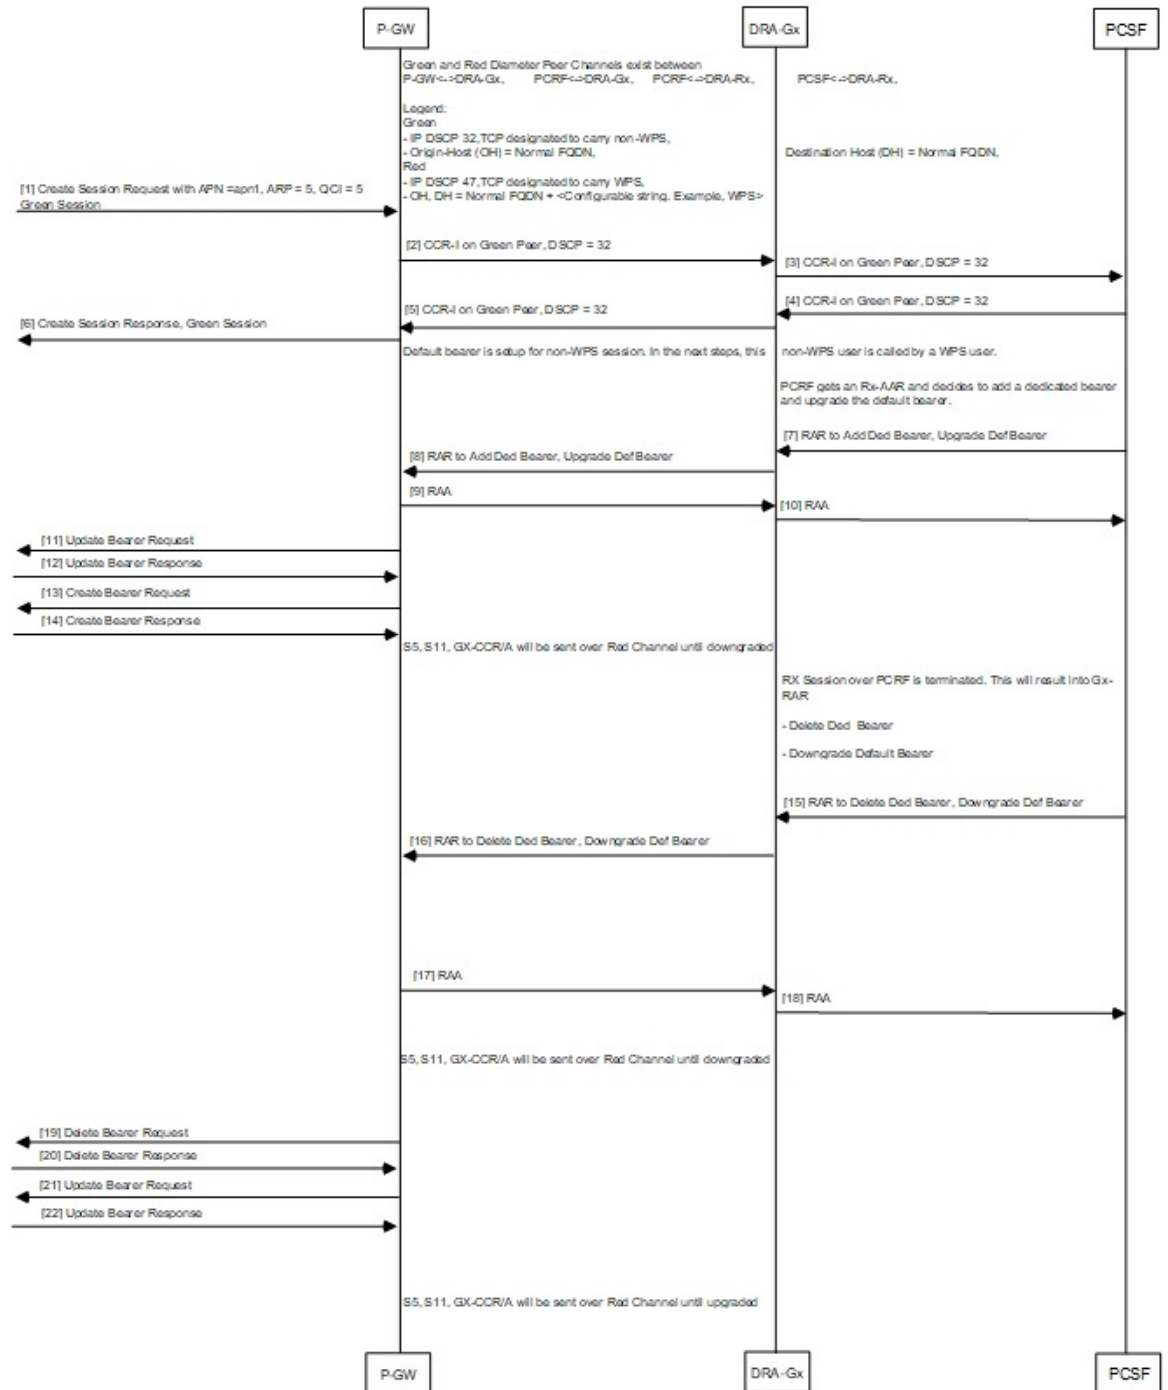 P-GW
DRA-Gx
PCSF
Green and Red Diameter Peer Channels exist between
P-GW<->DRA-Gx, PCRF<->DRA-Gx, PCRF<->DRA-Rx, PCSF<->DRA-Rx,
Legend:
Green
- IP DSCP 32,TCP designated to carry non-WPS,
- Origin-Host (OH) = Normal FQDN, Destination Host (DH) = Normal FQDN,
Red
- IP DSCP 47,TCP designated to carry WPS,
- OH, DH = Normal FQDN + <Configurable string. Example, WPS>
[1] Create Session Request with APN =apn1, ARP = 5, QCI = 5
Green Session
[2] CCR-I on Green Peer, DSCP = 32
[3] CCR-I on Green Peer, DSCP = 32
[4] CCR-I on Green Peer, DSCP = 32
[5] CCR-I on Green Peer, DSCP = 32
[6] Create Session Response, Green Session
Default bearer is setup for non-WPS session. In the next steps, this non-WPS user is called by a WPS user.
PCRF gets an Rx-AAR and decides to add a dedicated bearer
and upgrade the default bearer.
[7] RAR to Add Ded Bearer, Upgrade Def Bearer
[8] RAR to Add Ded Bearer, Upgrade Def Bearer
[9] RAA
[10] RAA
[11] Update Bearer Request
[12] Update Bearer Response
[13] Create Bearer Request
[14] Create Bearer Response
S5, S11, GX-CCR/A will be sent over Red Channel until downgraded
RX Session over PCRF is terminated. This will result into Gx-
RAR
- Delete Ded Bearer
- Downgrade Default Bearer
[15] RAR to Delete Ded Bearer, Downgrade Def Bearer
[16] RAR to Delete Ded Bearer, Downgrade Def Bearer
[17] RAA
[18] RAA
S5, S11, GX-CCR/A will be sent over Red Channel until downgraded
[19] Delete Bearer Request
[20] Delete Bearer Response
[21] Update Bearer Request
[22] Update Bearer Response
S5, S11, GX-CCR/A will be sent over Red Channel until upgraded
P-GW
DRA-Gx
PCSF